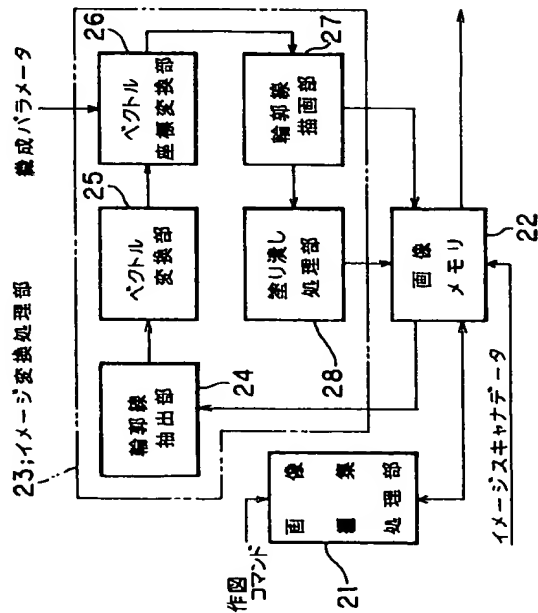 23;イメージ変換処理部
輪郭線
抽出部
24
ベクトル
変換部
25
ベクトル
座標変換部
26
輪郭線
描画部
27
塗り潰し
処理部
28
画像
メモリ
22
イメージスキャナデータ
作図
コマンド
画像
編集
処理部
21
パラメータ